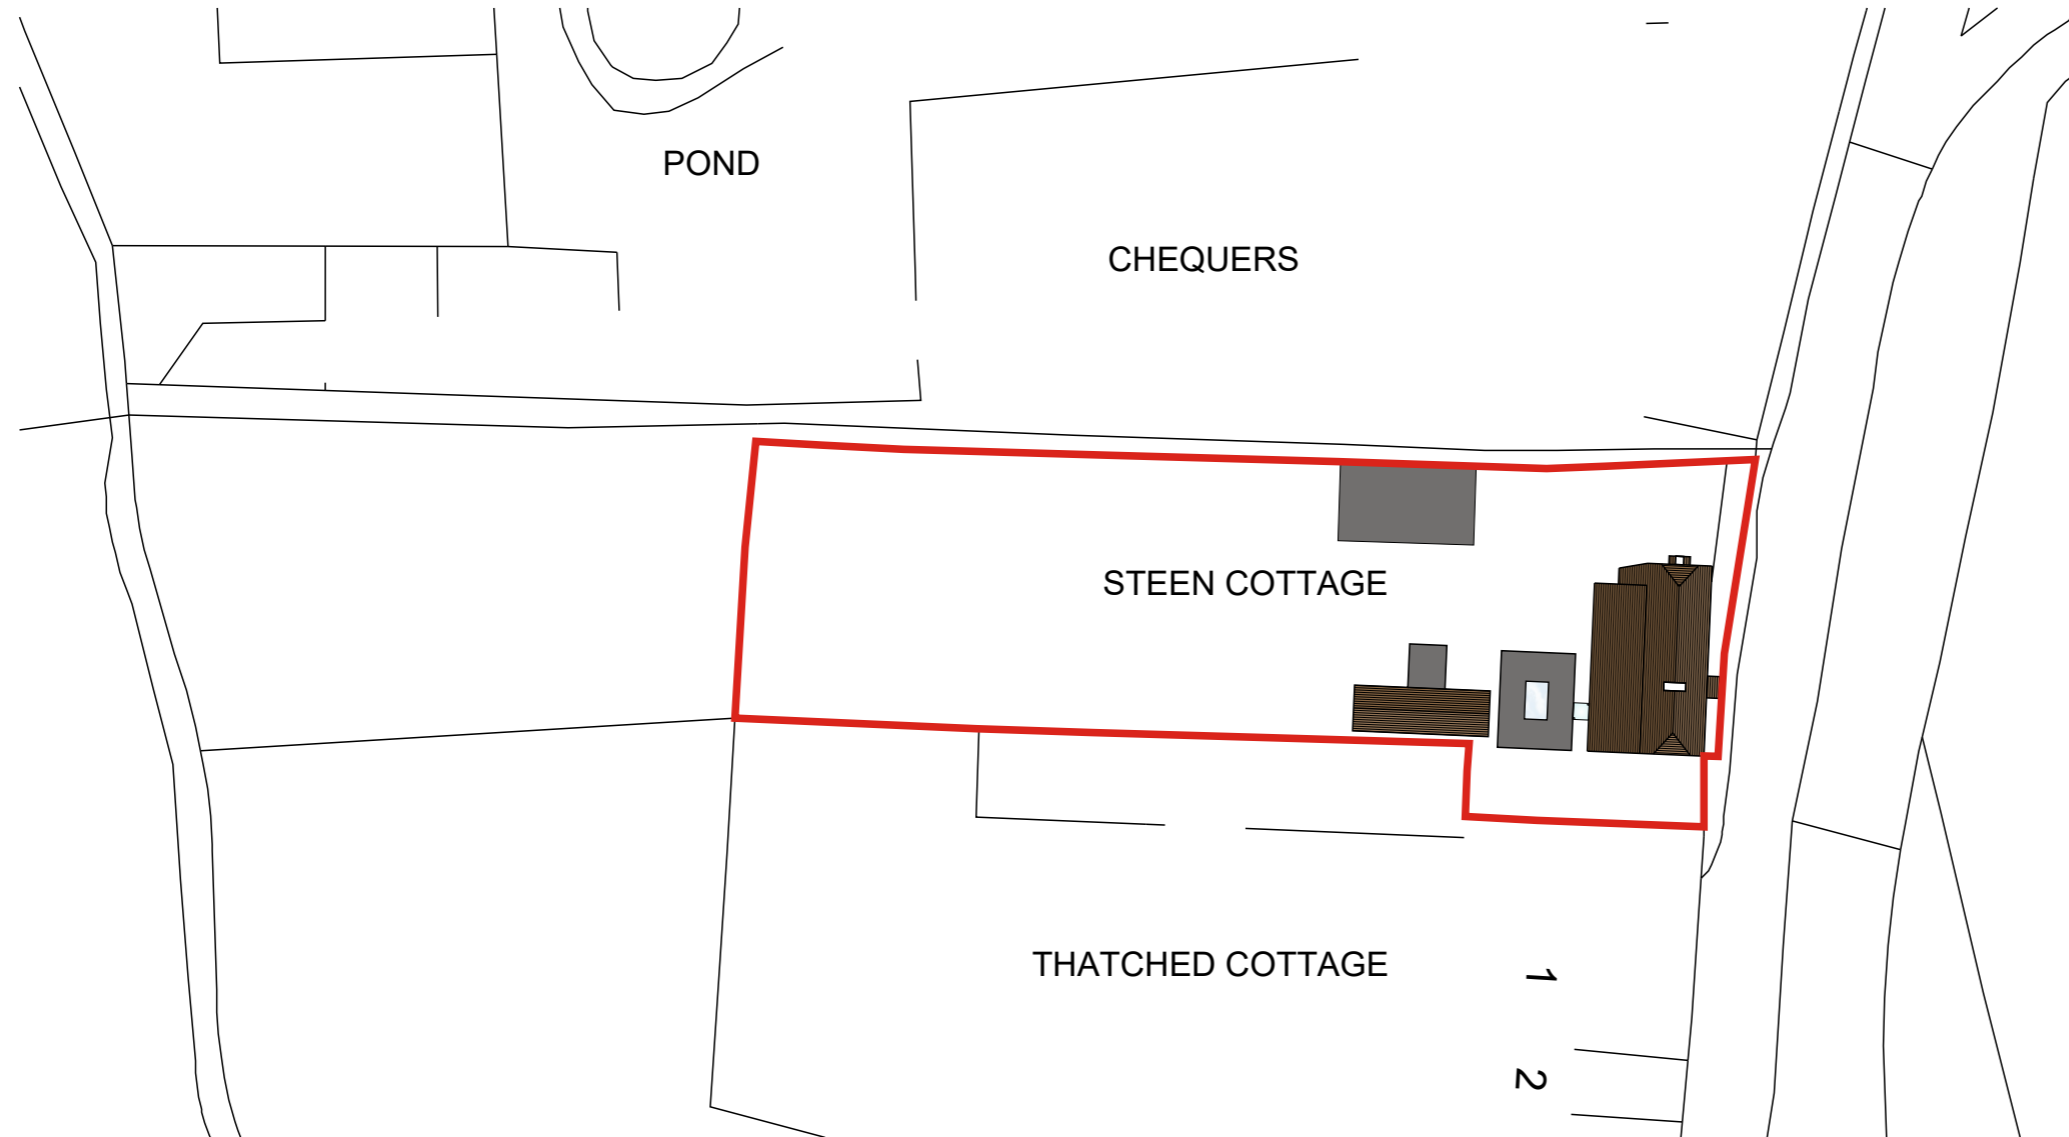 POND
CHEQUERS
STEEN COTTAGE
THATCHED COTTAGE
1
2